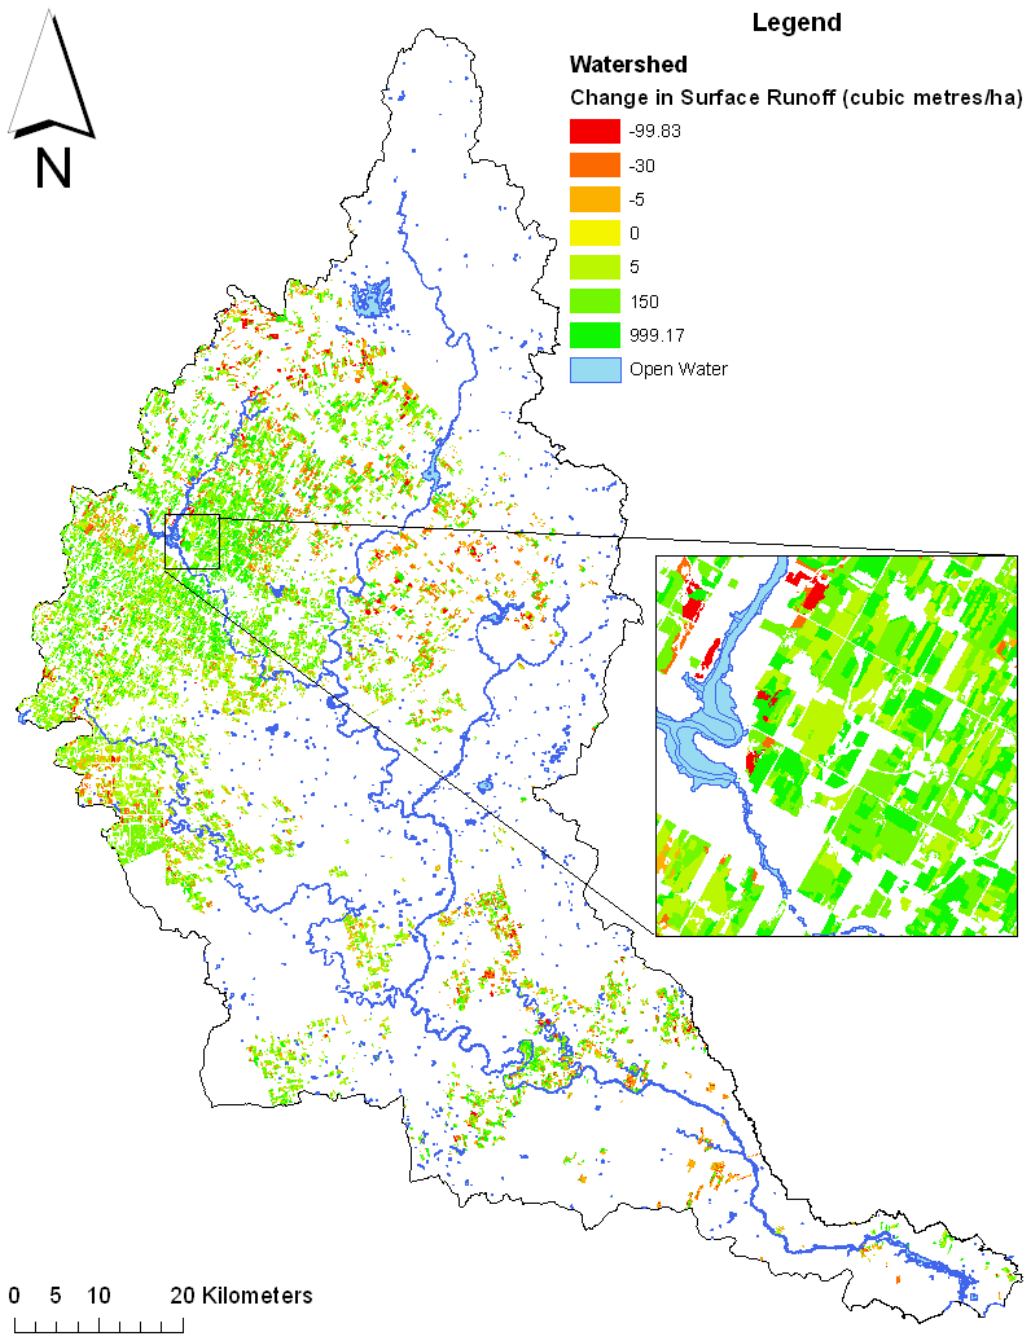 Legend
Watershed
Change in Surface Runoff (cubic metres/ha)
-99.83
-30
-5
0
5
150
999.17
Open Water
N
0 5 10 20 Kilometers